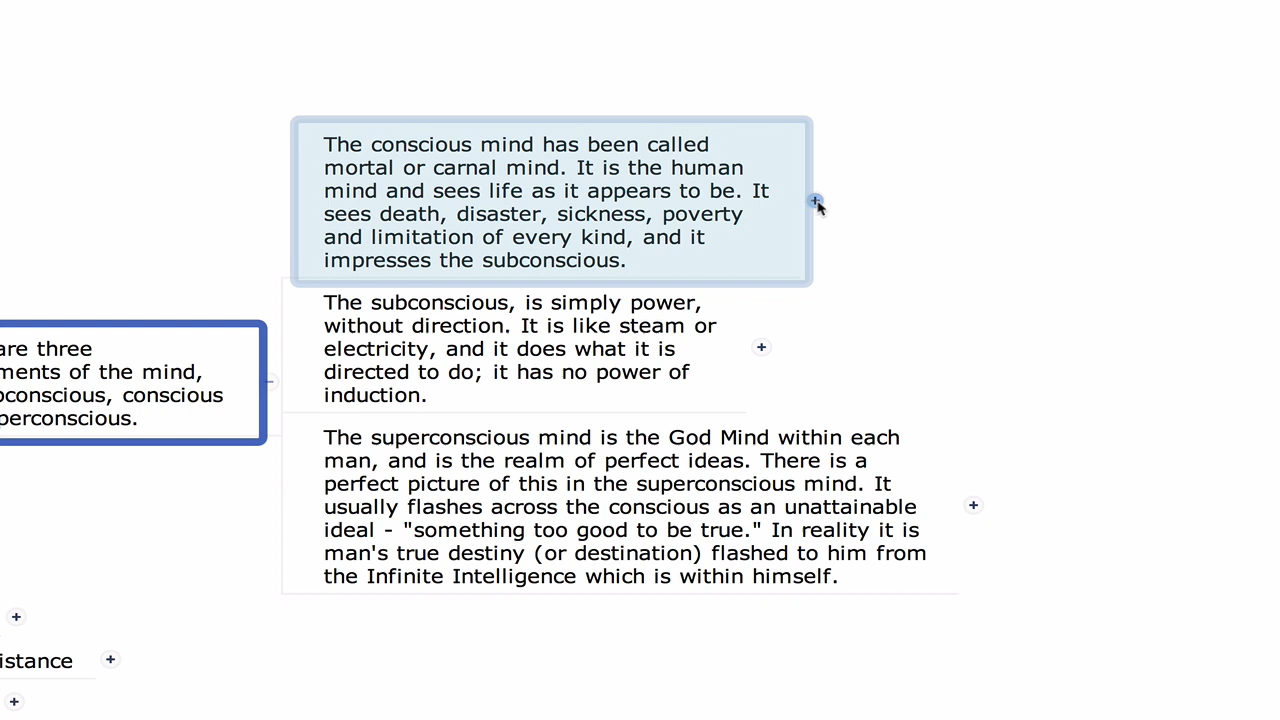 The conscious mind has been called
mortal or carnal mind. It is the human
mind and sees life as it appears to be. It
sees death, disaster, sickness, poverty
and limitation of every kind, and it
impresses the subconscious.
The subconscious, is simply power,
without direction. It is like steam or
electricity, and it does what it is
directed to do; it has no power of
induction.
are three
ments of the mind,
bconscious, conscious
perconscious.
The superconscious mind is the God Mind within each
man, and is the realm of perfect ideas. There is a
perfect picture of this in the superconscious mind. It
usually flashes across the conscious as an unattainable
ideal - "something too good to be true." In reality it is
man's true destiny (or destination) flashed to him from
the Infinite Intelligence which is within himself.
istance